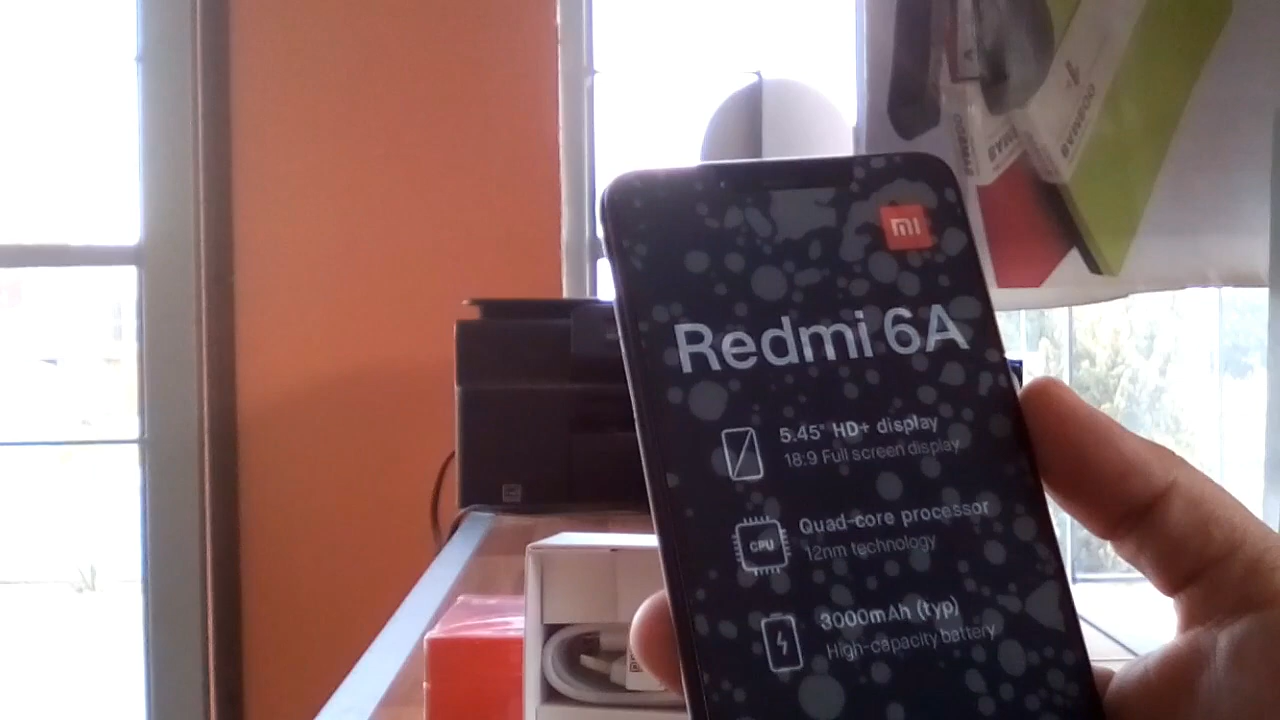 mi
Redmi 6A
5.45" HD+ display
18:9 Full screen display
CPU
Quad-core processor
12nm technology
3000mAh (typ)
High-capacity battery